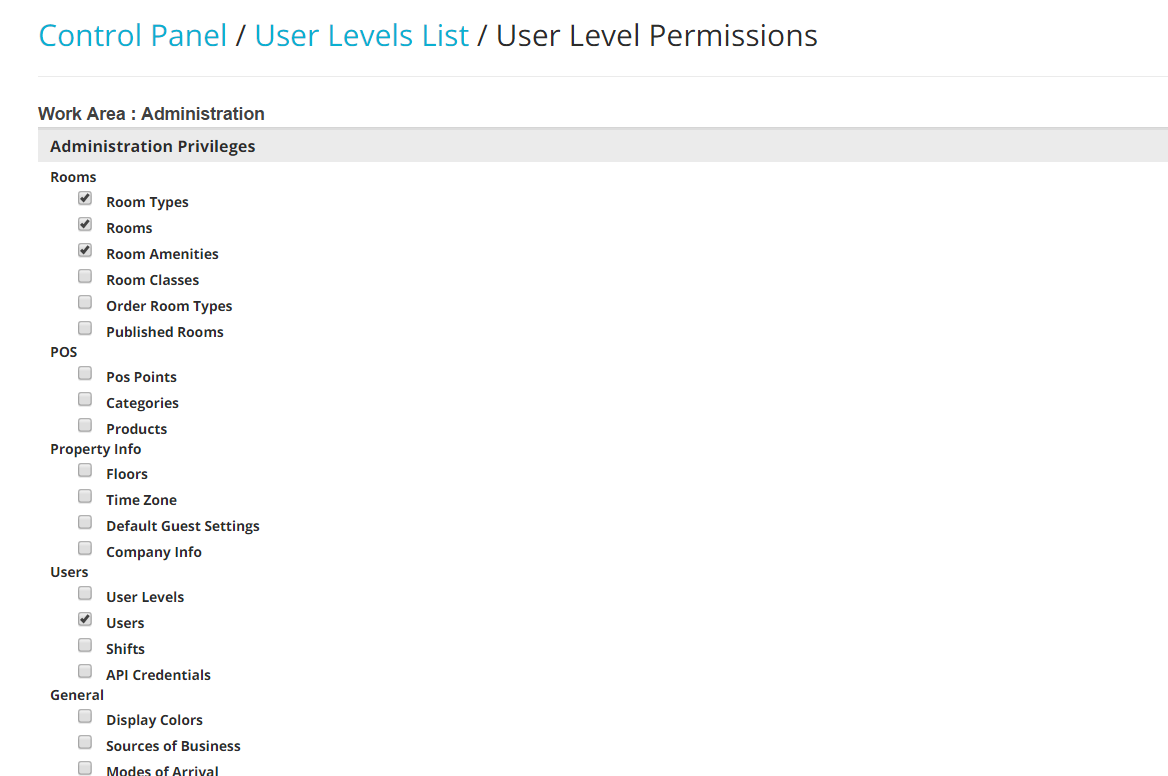 Control Panel / User Levels List / User Level Permissions
Work Area : Administration
Administration Privileges
Rooms
Room Types
Rooms
Room Amenities
Room Classes
Order Room Types
Published Rooms
POS
Pos Points
Categories
Products
Property Info
Floors
Time Zone
Default Guest Settings
Company Info
Users
User Levels
Users
Shifts
API Credentials
General
Display Colors
Sources of Business
Modes of Arrival